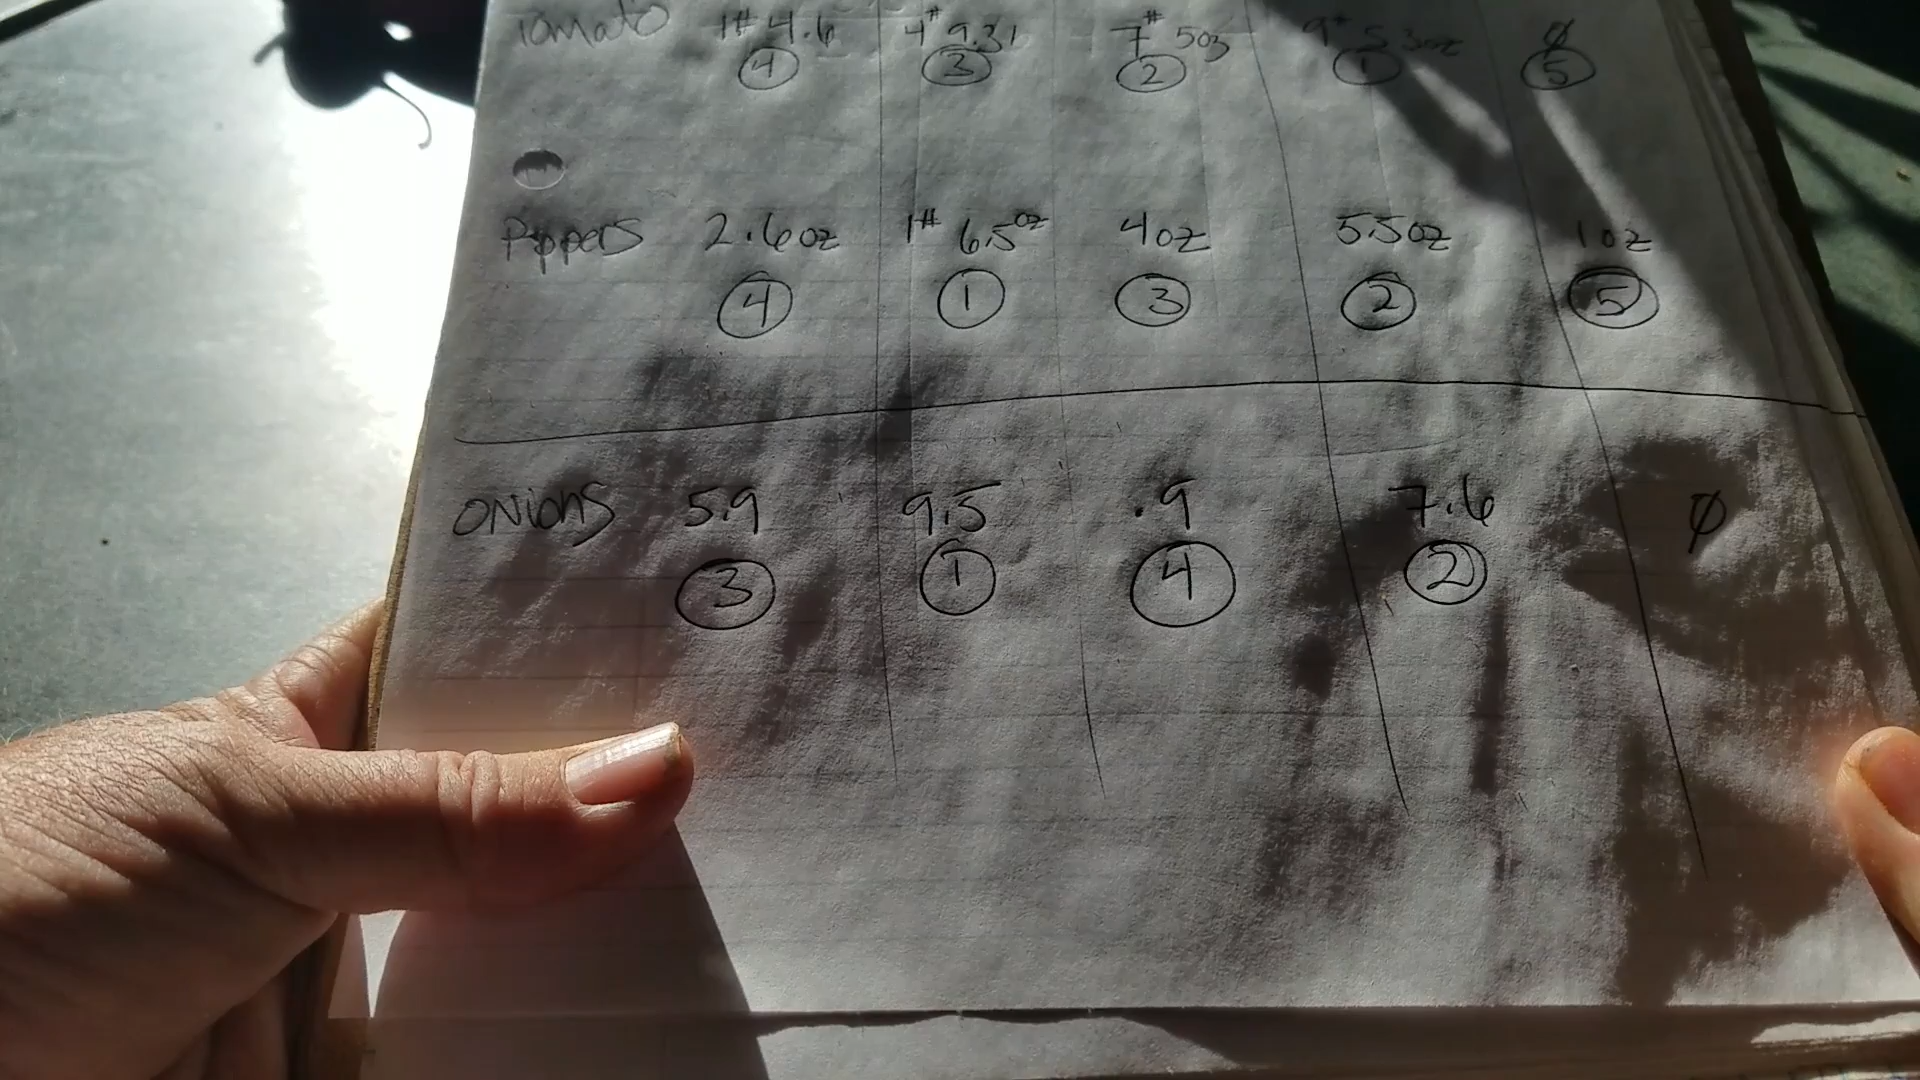 Tomato 1# 4.6 4# 9.31 7# 5oz 9# 5.3oz ∅
4 3 2 1 5
Peppers 2.6oz 1# 6.5oz 4oz 5.5oz 1oz
4 1 3 2 5
Onions 5.9 9.5 .9 7.6 ∅
3 1 4 2